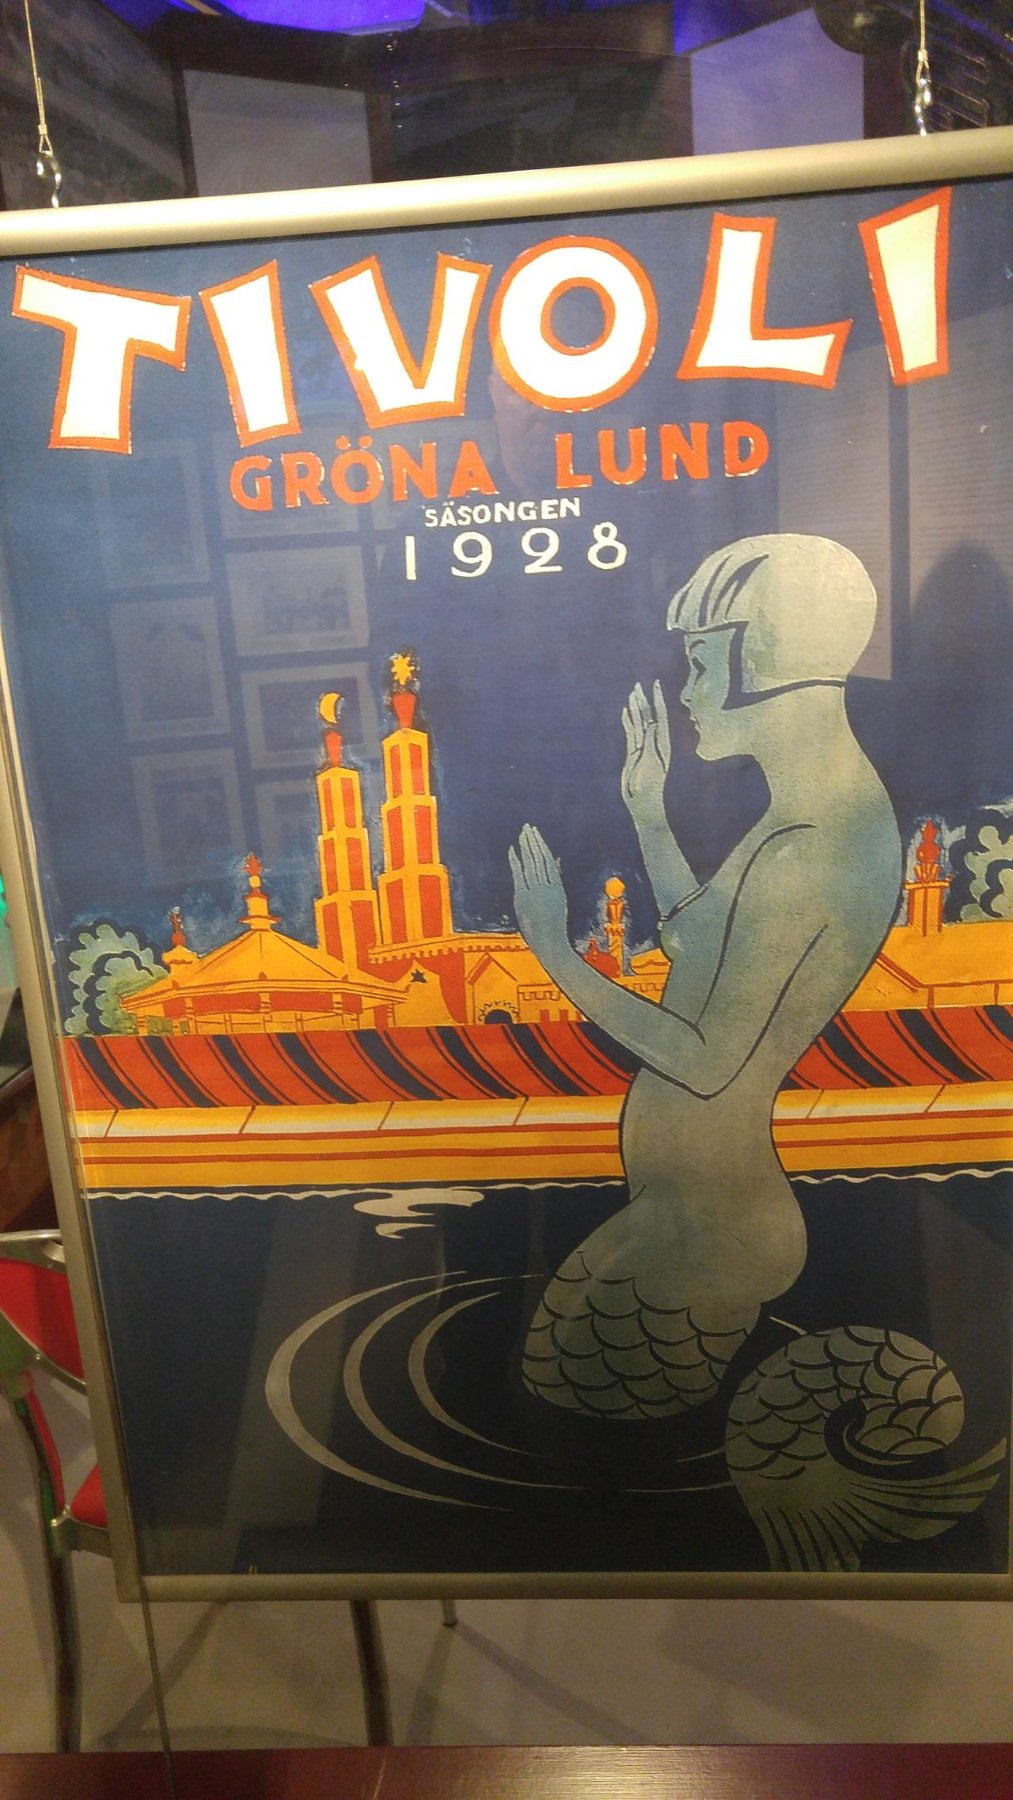 TIVOLI
GRÖNA LUND
SÄSONGEN
1928